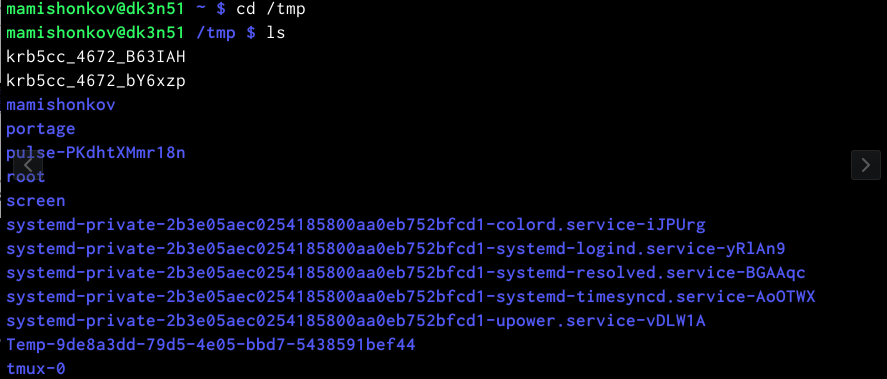 mamishonkov@dk3n51 ~ $ cd /tmp
mamishonkov@dk3n51 /tmp $ ls
krb5cc_4672_B63IAH
krb5cc_4672_bY6xzp
mamishonkov
portage
pulse-PKdhtXMmr18n
root
screen
systemd-private-2b3e05aec0254185800aa0eb752bfcd1-colord.service-iJPUrg
systemd-private-2b3e05aec0254185800aa0eb752bfcd1-systemd-logind.service-yRlAn9
systemd-private-2b3e05aec0254185800aa0eb752bfcd1-systemd-resolved.service-BGAAqc
systemd-private-2b3e05aec0254185800aa0eb752bfcd1-systemd-timesyncd.service-AoOTWX
systemd-private-2b3e05aec0254185800aa0eb752bfcd1-upower.service-vDLW1A
Temp-9de8a3dd-79d5-4e05-bbd7-5438591bef44
tmux-0